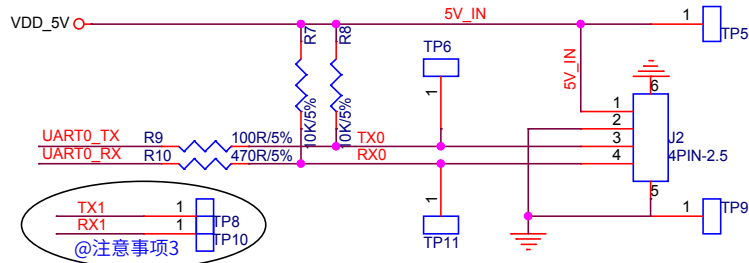 VDD_5V
5V_IN
1
TP5
R7
R8
10K/5%
10K/5%
TP6
1
5V_IN
6
1
2
3
4
J2
4PIN-2.5
5
UART0_TX
R9
100R/5%
TX0
UART0_RX
R10
470R/5%
RX0
1
TP11
1
TP9
TX1
1
TP8
RX1
1
TP10
@注意事项3